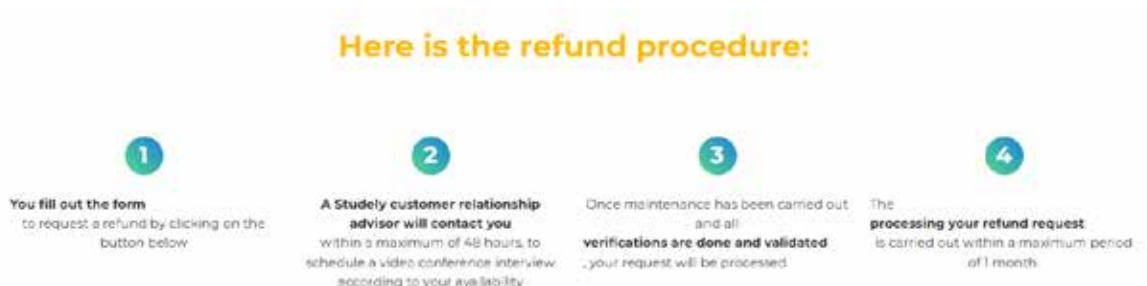 Here is the refund procedure:
1
You fill out the form
to request a refund by clicking on the
button below
2
A Studely customer relationship
advisor will contact you
within a maximum of 48 hours, to
schedule a video conference interview
according to your availability
3
Once maintenance has been carried out
and all
verifications are done and validated
, your request will be processed
4
The
processing your refund request
is carried out within a maximum period
of 1 month